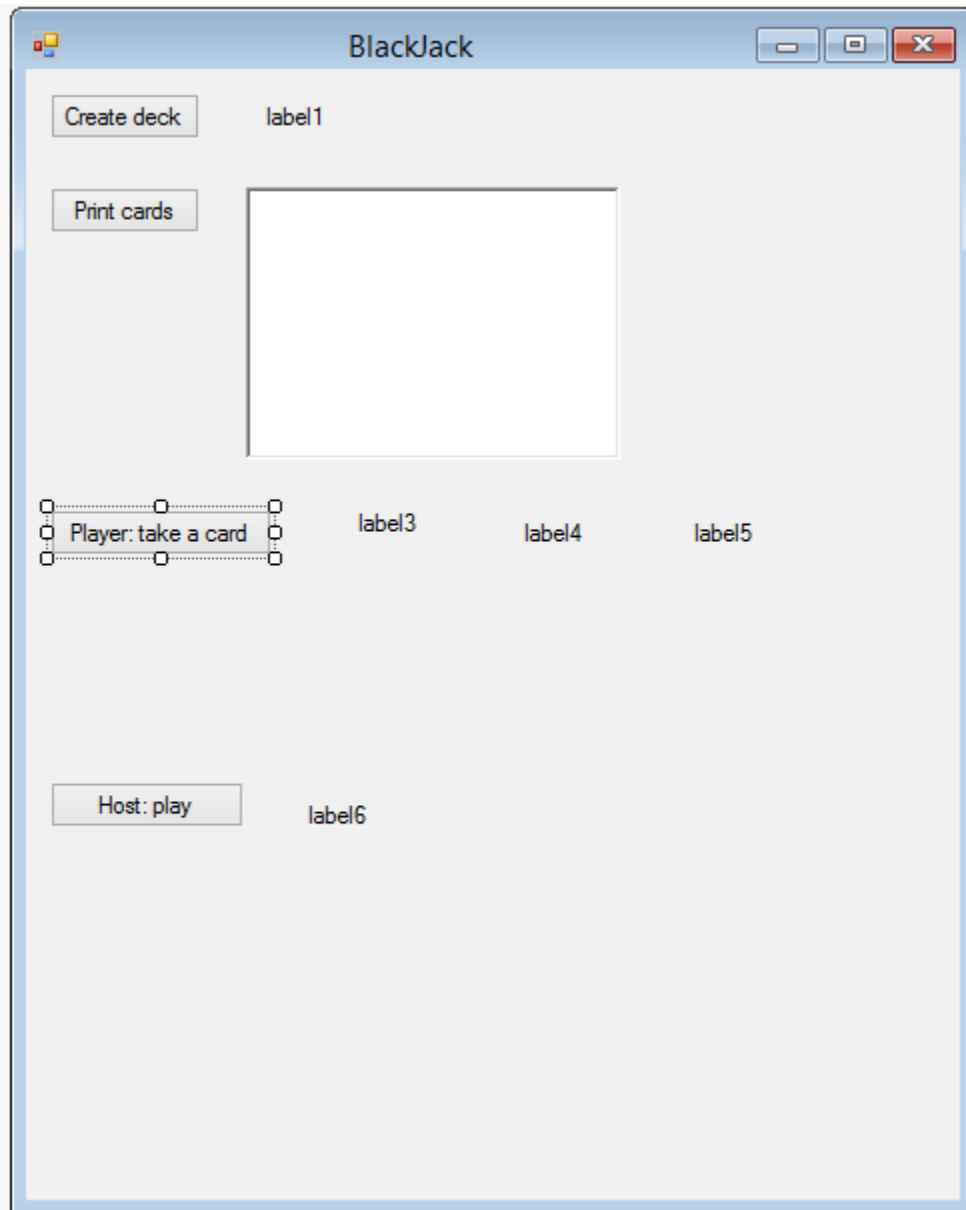 BlackJack
Create deck label1
Print cards
Player: take a card label3 label4 label5
Host: play label6